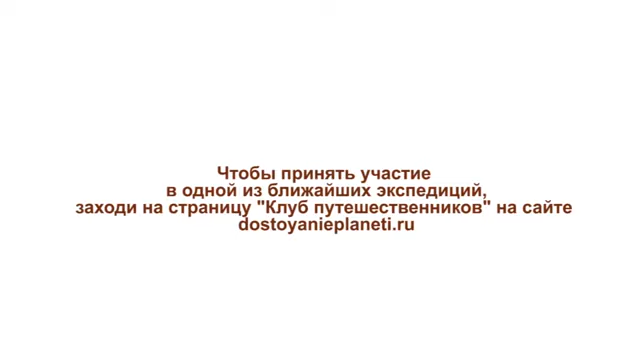 Чтобы принять участие
в одной из ближайших экспедиций,
заходи на страницу "Клуб путешественников" на сайте
dostoyanieplaneti.ru